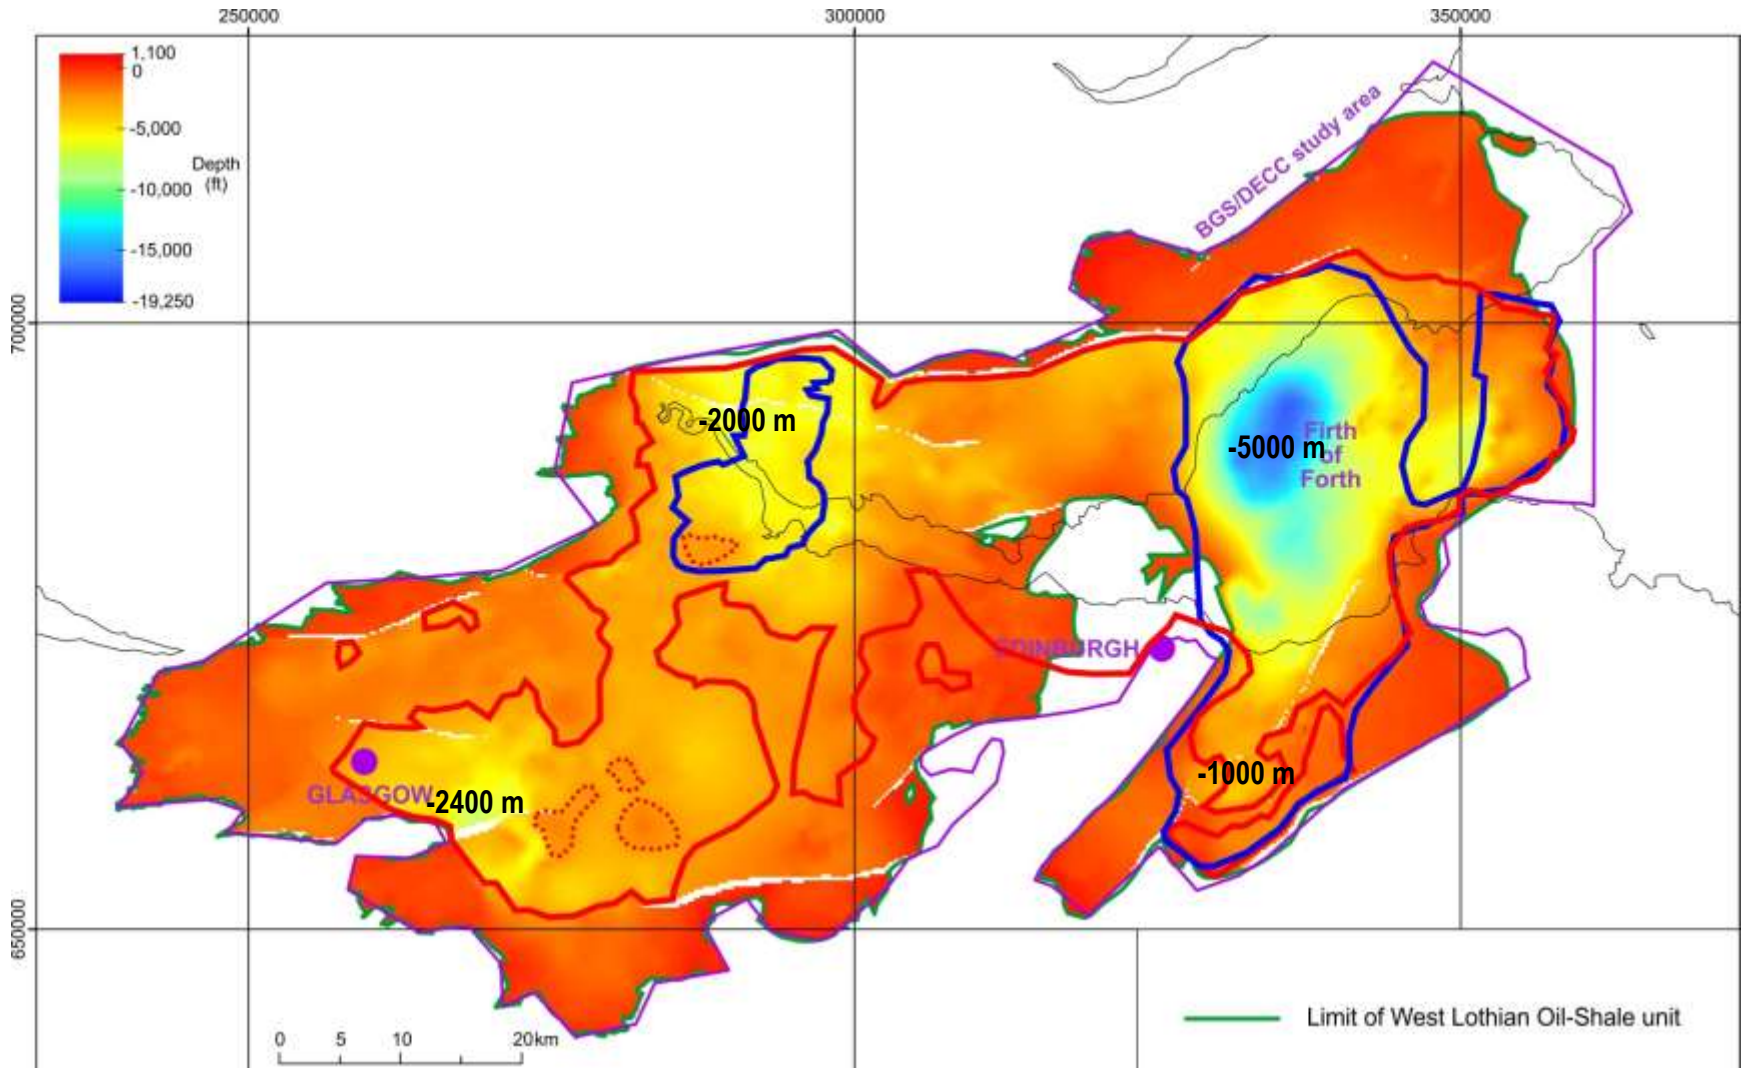 250000
300000
350000
1,100
0
-5,000
Depth
(ft)
-10,000
-15,000
-19,250
BGS/DECC study area
700000
-2000 m
Firth
-5000 m
of
Forth
EDINBURGH
-1000 m
GLASGOW
-2400 m
650000
Limit of West Lothian Oil-Shale unit
0 5 10 20km